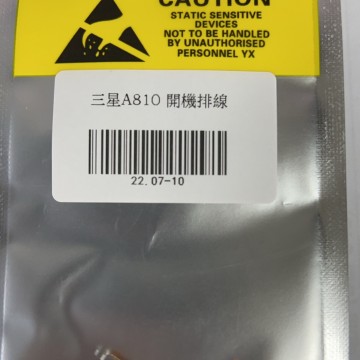 CAUTION
STATIC SENSITIVE
DEVICES
NOT TO BE HANDLED
BY UNAUTHORISED
PERSONNEL YX
三星A810 開機排線
22.07-10